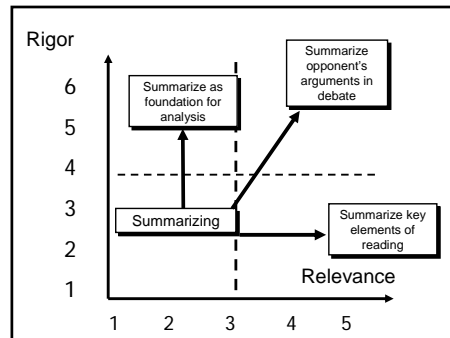 Rigor
Summarize
opponent's
arguments in
debate
6
Summarize as
foundation for
analysis
5
4
3
Summarizing
Summarize key
elements of
reading
2
1
Relevance
1 2 3 4 5